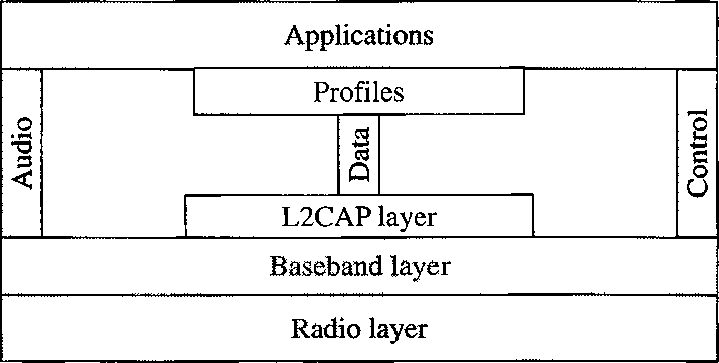 Applications
Profiles
Audio
Data
Control
L2CAP layer
Baseband layer
Radio layer